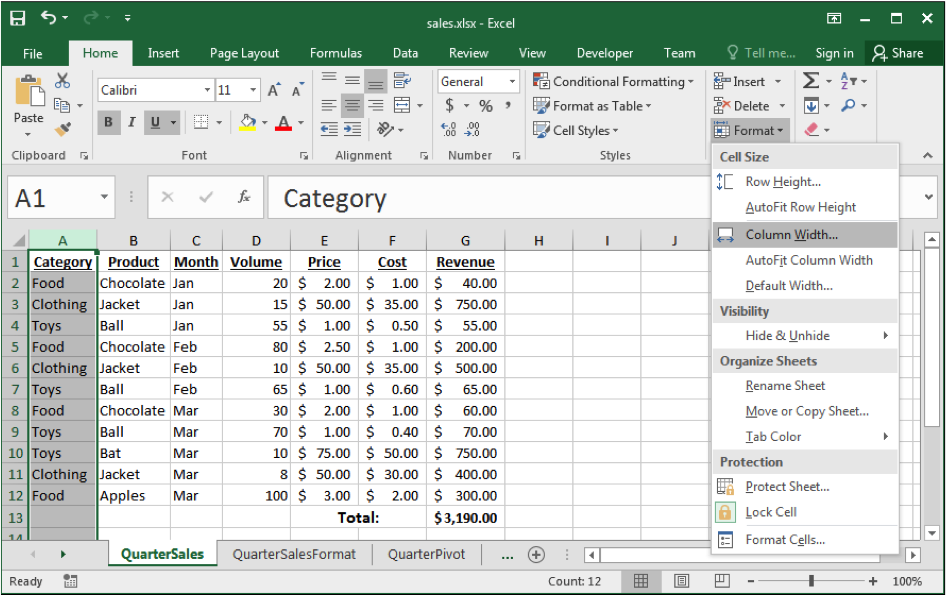 sales.xlsx - Excel
File Home Insert Page Layout Formulas Data Review View Developer Team Tell me... Sign in Share
Paste
Calibri 11 A A
B I U A
General
$ % ,
.00 .0 .00
Conditional Formatting
Format as Table
Cell Styles
Insert
Delete
Format
Σ A Z
Clipboard Font Alignment Number Styles
A1 fx Category
Cell Size
Row Height...
AutoFit Row Height
Column Width...
AutoFit Column Width
Default Width...
Visibility
Hide & Unhide
Organize Sheets
Rename Sheet
Move or Copy Sheet...
Tab Color
Protection
Protect Sheet...
Lock Cell
Format Cells...
A B C D E F G H I J
1 Category Product Month Volume Price Cost Revenue
2 Food Chocolate Jan 20 $ 2.00 $ 1.00 $ 40.00
3 Clothing Jacket Jan 15 $ 50.00 $ 35.00 $ 750.00
4 Toys Ball Jan 55 $ 1.00 $ 0.50 $ 55.00
5 Food Chocolate Feb 80 $ 2.50 $ 1.00 $ 200.00
6 Clothing Jacket Feb 10 $ 50.00 $ 35.00 $ 500.00
7 Toys Ball Feb 65 $ 1.00 $ 0.60 $ 65.00
8 Food Chocolate Mar 30 $ 2.00 $ 1.00 $ 60.00
9 Toys Ball Mar 70 $ 1.00 $ 0.40 $ 70.00
10 Toys Bat Mar 10 $ 75.00 $ 50.00 $ 750.00
11 Clothing Jacket Mar 8 $ 50.00 $ 30.00 $ 400.00
12 Food Apples Mar 100 $ 3.00 $ 2.00 $ 300.00
13 Total: $ 3,190.00
14
QuarterSales QuarterSalesFormat QuarterPivot ...
Ready Count: 12 100%